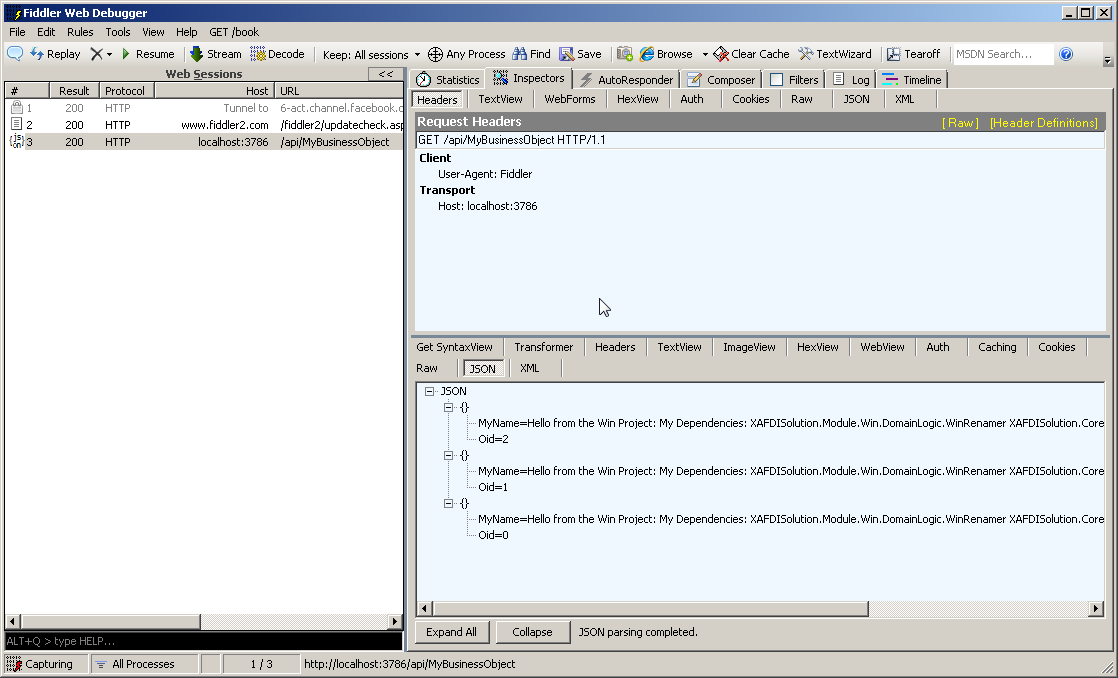 Fiddler Web Debugger
File Edit Rules Tools View Help GET /book
Replay Resume Stream Decode Keep: All sessions Any Process Find Save Browse Clear Cache TextWizard Tearoff MSDN Search...
Web Sessions <<
# Result Protocol Host URL
1 200 HTTP Tunnel to 6-act.channel.facebook.c
2 200 HTTP www.fiddler2.com /fiddler2/updatecheck.asp
3 200 HTTP localhost:3786 /api/MyBusinessObject
ALT+Q > type HELP...
Statistics Inspectors AutoResponder Composer Filters Log Timeline
Headers TextView WebForms HexView Auth Cookies Raw JSON XML
Request Headers [ Raw ] [Header Definitions]
GET /api/MyBusinessObject HTTP/1.1
Client
User-Agent: Fiddler
Transport
Host: localhost:3786
Get SyntaxView Transformer Headers TextView ImageView HexView WebView Auth Caching Cookies
Raw JSON XML
JSON
{}
MyName=Hello from the Win Project: My Dependencies: XAFDISolution.Module.Win.DomainLogic.WinRenamer XAFDISolution.Core
Oid=2
{}
MyName=Hello from the Win Project: My Dependencies: XAFDISolution.Module.Win.DomainLogic.WinRenamer XAFDISolution.Core
Oid=1
{}
MyName=Hello from the Win Project: My Dependencies: XAFDISolution.Module.Win.DomainLogic.WinRenamer XAFDISolution.Core
Oid=0
Expand All Collapse JSON parsing completed.
Capturing All Processes 1 / 3 http://localhost:3786/api/MyBusinessObject